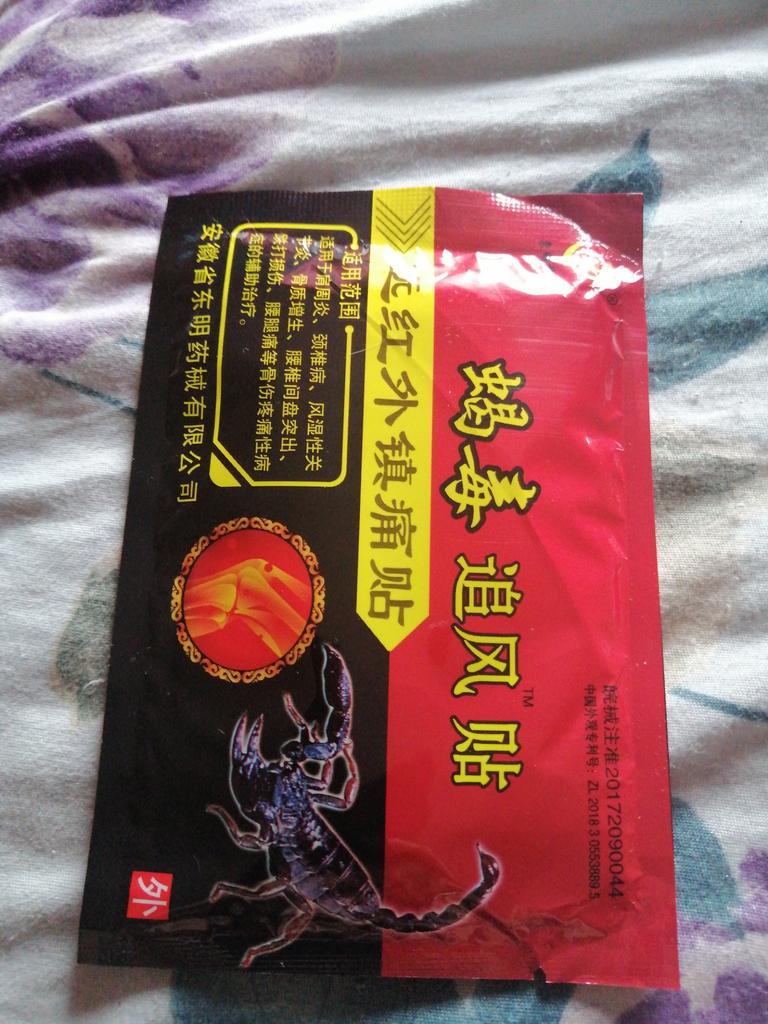 皖械注准20172090044
中国外观专利号：ZL 2018 3 0553889.5
®
蝎毒追风贴™
远红外镇痛贴
适用范围
适用于肩周炎、颈椎病、风湿性关
节炎、骨质增生、腰椎间盘突出、
跌打损伤、腰腿痛等骨伤疼痛性病
症的辅助治疗。
安徽省东明药械有限公司
外